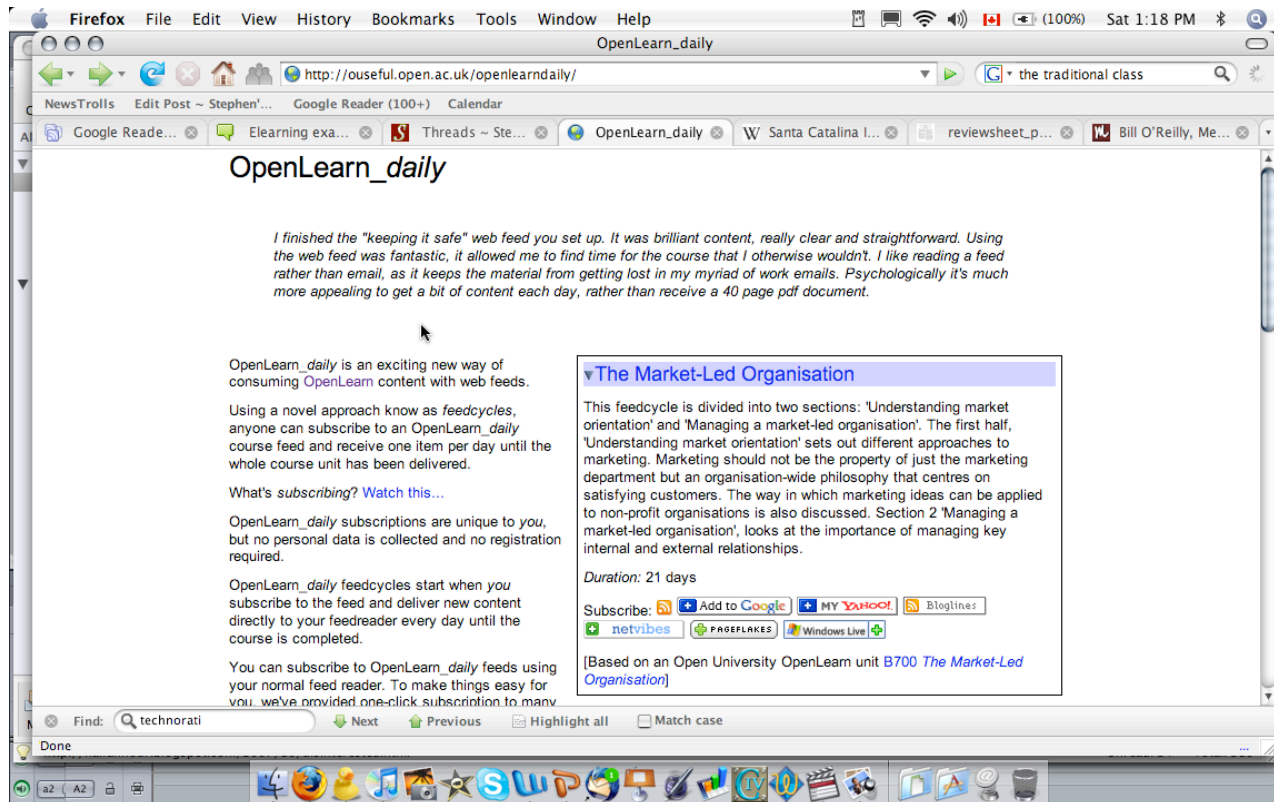 Firefox File Edit View History Bookmarks Tools Window Help (100%) Sat 1:18 PM
OpenLearn_daily
http://ouseful.open.ac.uk/openlearndaily/ G the traditional class
NewsTrolls Edit Post ~ Stephen'... Google Reader (100+) Calendar
Google Reade... Elearning exa... Threads ~ Ste... OpenLearn_daily Santa Catalina I... reviewsheet_p... Bill O'Reilly, Me...
OpenLearn_daily
I finished the "keeping it safe" web feed you set up. It was brilliant content, really clear and straightforward. Using
the web feed was fantastic, it allowed me to find time for the course that I otherwise wouldn't. I like reading a feed
rather than email, as it keeps the material from getting lost in my myriad of work emails. Psychologically it's much
more appealing to get a bit of content each day, rather than receive a 40 page pdf document.
OpenLearn_daily is an exciting new way of
consuming OpenLearn content with web feeds.
Using a novel approach know as feedcycles,
anyone can subscribe to an OpenLearn_daily
course feed and receive one item per day until the
whole course unit has been delivered.
What's subscribing? Watch this...
OpenLearn_daily subscriptions are unique to you,
but no personal data is collected and no registration
required.
OpenLearn_daily feedcycles start when you
subscribe to the feed and deliver new content
directly to your feedreader every day until the
course is completed.
You can subscribe to OpenLearn_daily feeds using
your normal feed reader. To make things easy for
you, we've provided one-click subscription to many
The Market-Led Organisation
This feedcycle is divided into two sections: 'Understanding market
orientation' and 'Managing a market-led organisation'. The first half,
'Understanding market orientation' sets out different approaches to
marketing. Marketing should not be the property of just the marketing
department but an organisation-wide philosophy that centres on
satisfying customers. The way in which marketing ideas can be applied
to non-profit organisations is also discussed. Section 2 'Managing a
market-led organisation', looks at the importance of managing key
internal and external relationships.
Duration: 21 days
Subscribe: Add to Google MY YAHOO! Bloglines
netvibes PAGEFLAKES Windows Live
[Based on an Open University OpenLearn unit B700 The Market-Led
Organisation]
Find: technorati Next Previous Highlight all Match case
Done ...
a2 A2